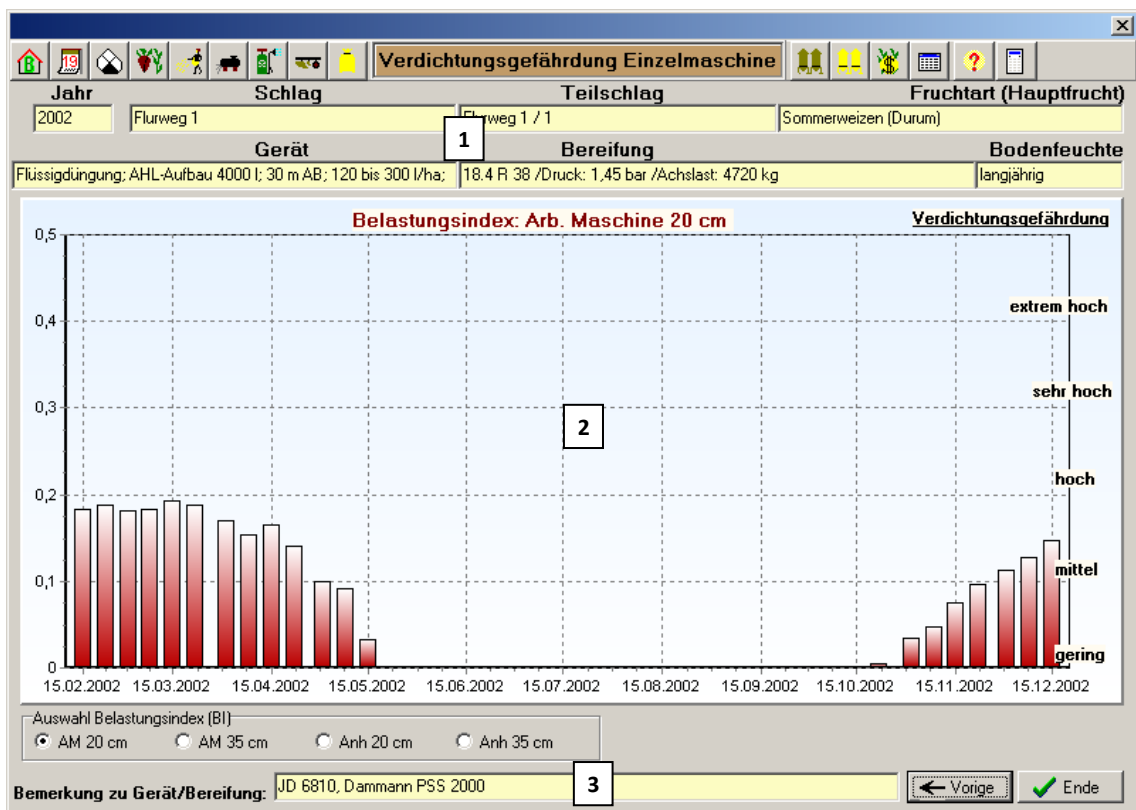 B 19 Verdichtungsgefährdung Einzelmaschine $ ?
Jahr Schlag Teilschlag Fruchtart (Hauptfrucht)
2002 Flurweg 1 Flurweg 1 / 1 Sommerweizen (Durum)
1
Gerät Bereifung Bodenfeuchte
Flüssigdüngung; AHL-Aufbau 4000 l; 30 m AB; 120 bis 300 l/ha; 18.4 R 38 /Druck: 1,45 bar /Achslast: 4720 kg langjährig
Belastungsindex: Arb. Maschine 20 cm Verdichtungsgefährdung
0,5
extrem hoch
0,4
sehr hoch
0,3
2
hoch
0,2
mittel
0,1
gering
0
15.02.2002 15.03.2002 15.04.2002 15.05.2002 15.06.2002 15.07.2002 15.08.2002 15.09.2002 15.10.2002 15.11.2002 15.12.2002
Auswahl Belastungsindex (BI)
AM 20 cm AM 35 cm Anh 20 cm Anh 35 cm
Bemerkung zu Gerät/Bereifung: JD 6810, Dammann PSS 2000 3 Vorige Ende